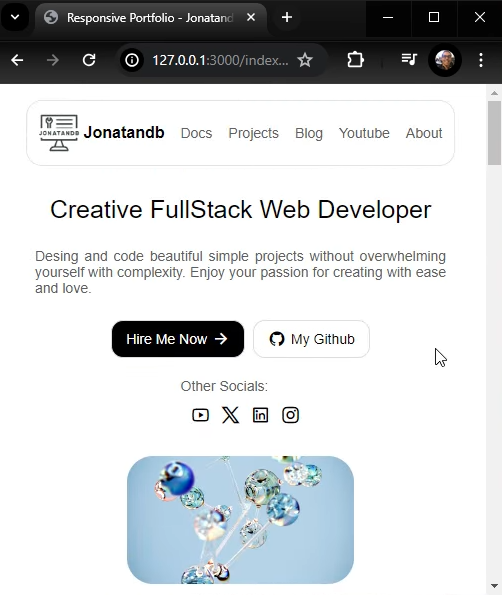 Responsive Portfolio - Jonatand
127.0.0.1:3000/index...
JONATANDB
Jonatandb Docs Projects Blog Youtube About
Creative FullStack Web Developer
Desing and code beautiful simple projects without overwhelming
yourself with complexity. Enjoy your passion for creating with ease
and love.
Hire Me Now My Github
Other Socials: